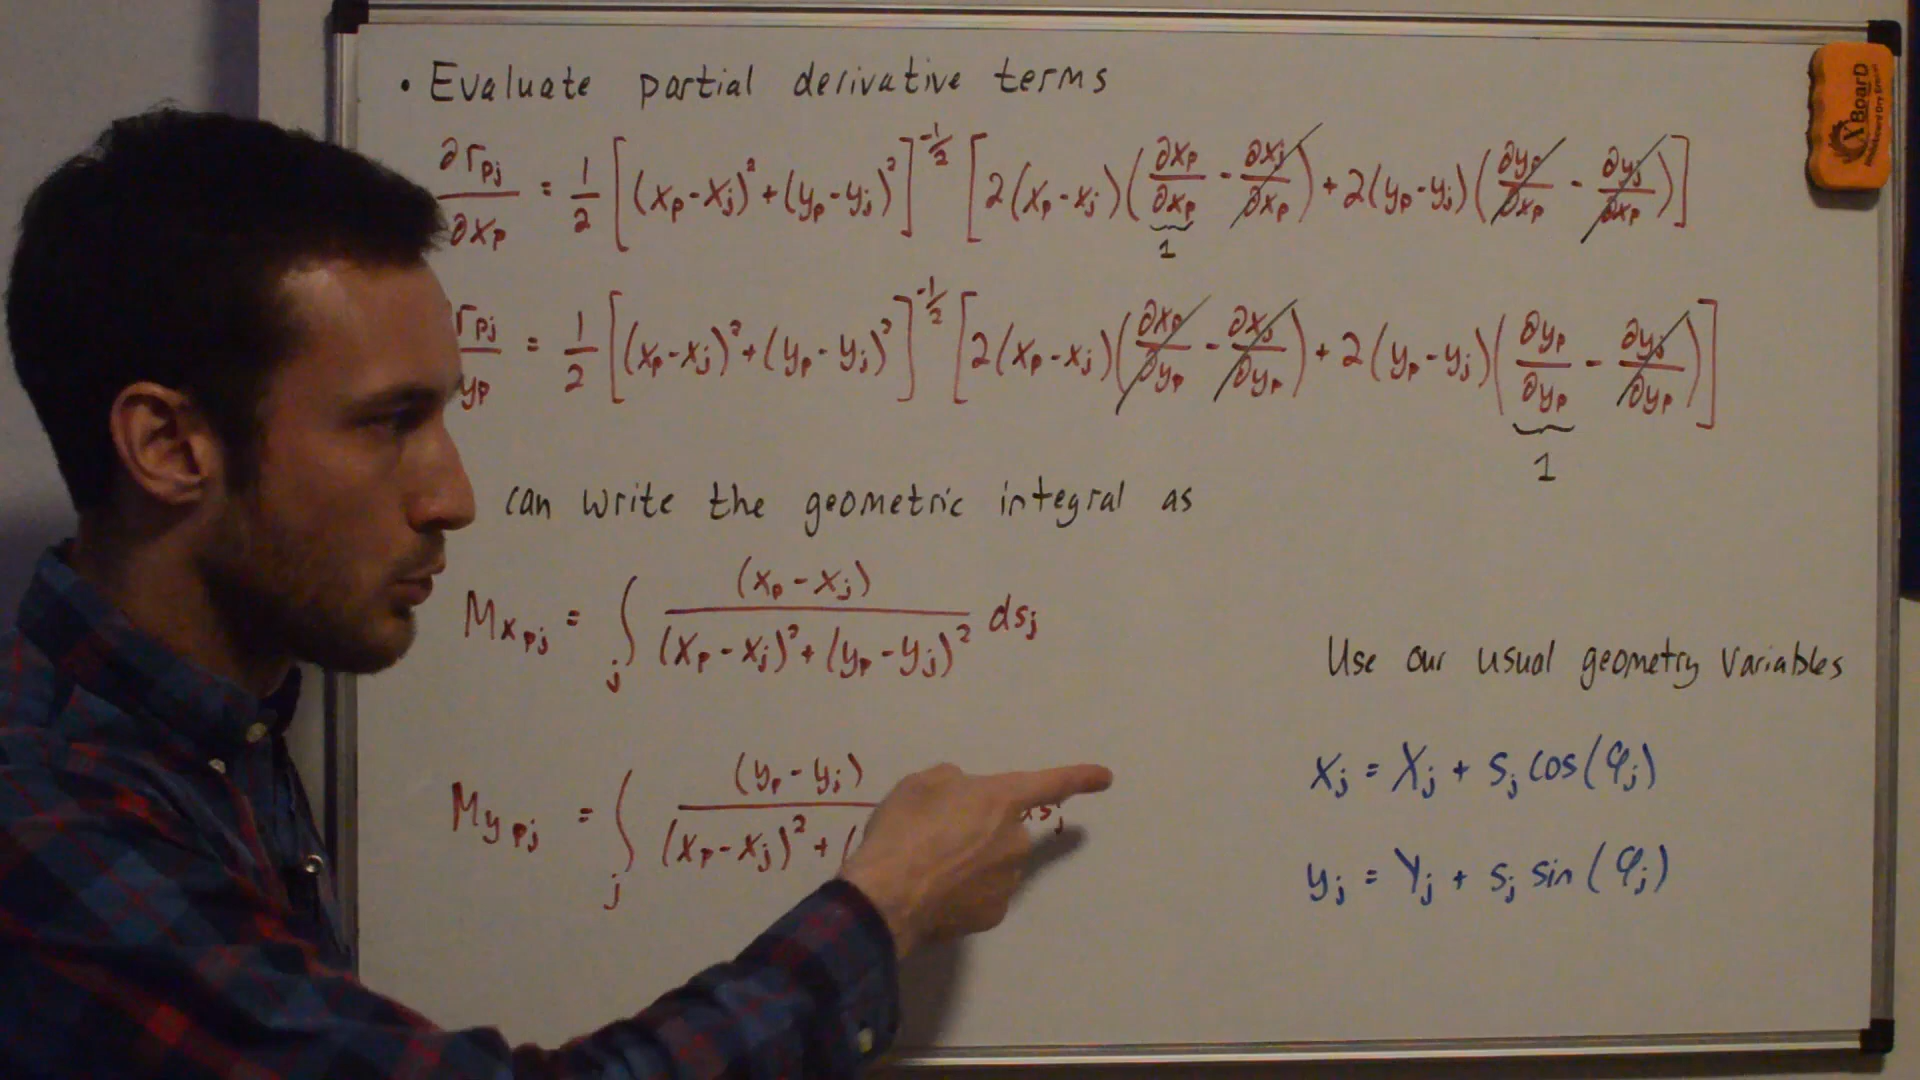 • Evaluate partial derivative terms
∂r_pj/∂x_p = 1/2 [(x_p - x_j)² + (y_p - y_j)²]^(-1/2) [2(x_p - x_j)(∂x_p/∂x_p - ∂x_j/∂x_p) + 2(y_p - y_j)(∂y_p/∂x_p - ∂y_j/∂x_p)]
1
r_pj/y_p = 1/2 [(x_p - x_j)² + (y_p - y_j)²]^(-1/2) [2(x_p - x_j)(∂x_p/∂y_p - ∂x_j/∂y_p) + 2(y_p - y_j)(∂y_p/∂y_p - ∂y_j/∂y_p)]
1
can write the geometric integral as
M_x_pj = ∫_j (x_p - x_j)/((x_p - x_j)² + (y_p - y_j)²) ds_j
M_y_pj = ∫_j (y_p - y_j)/((x_p - x_j)² + ( ds_j
Use our usual geometry variables
x_j = X_j + s_j cos(φ_j)
y_j = Y_j + s_j sin(φ_j)
XBoarD